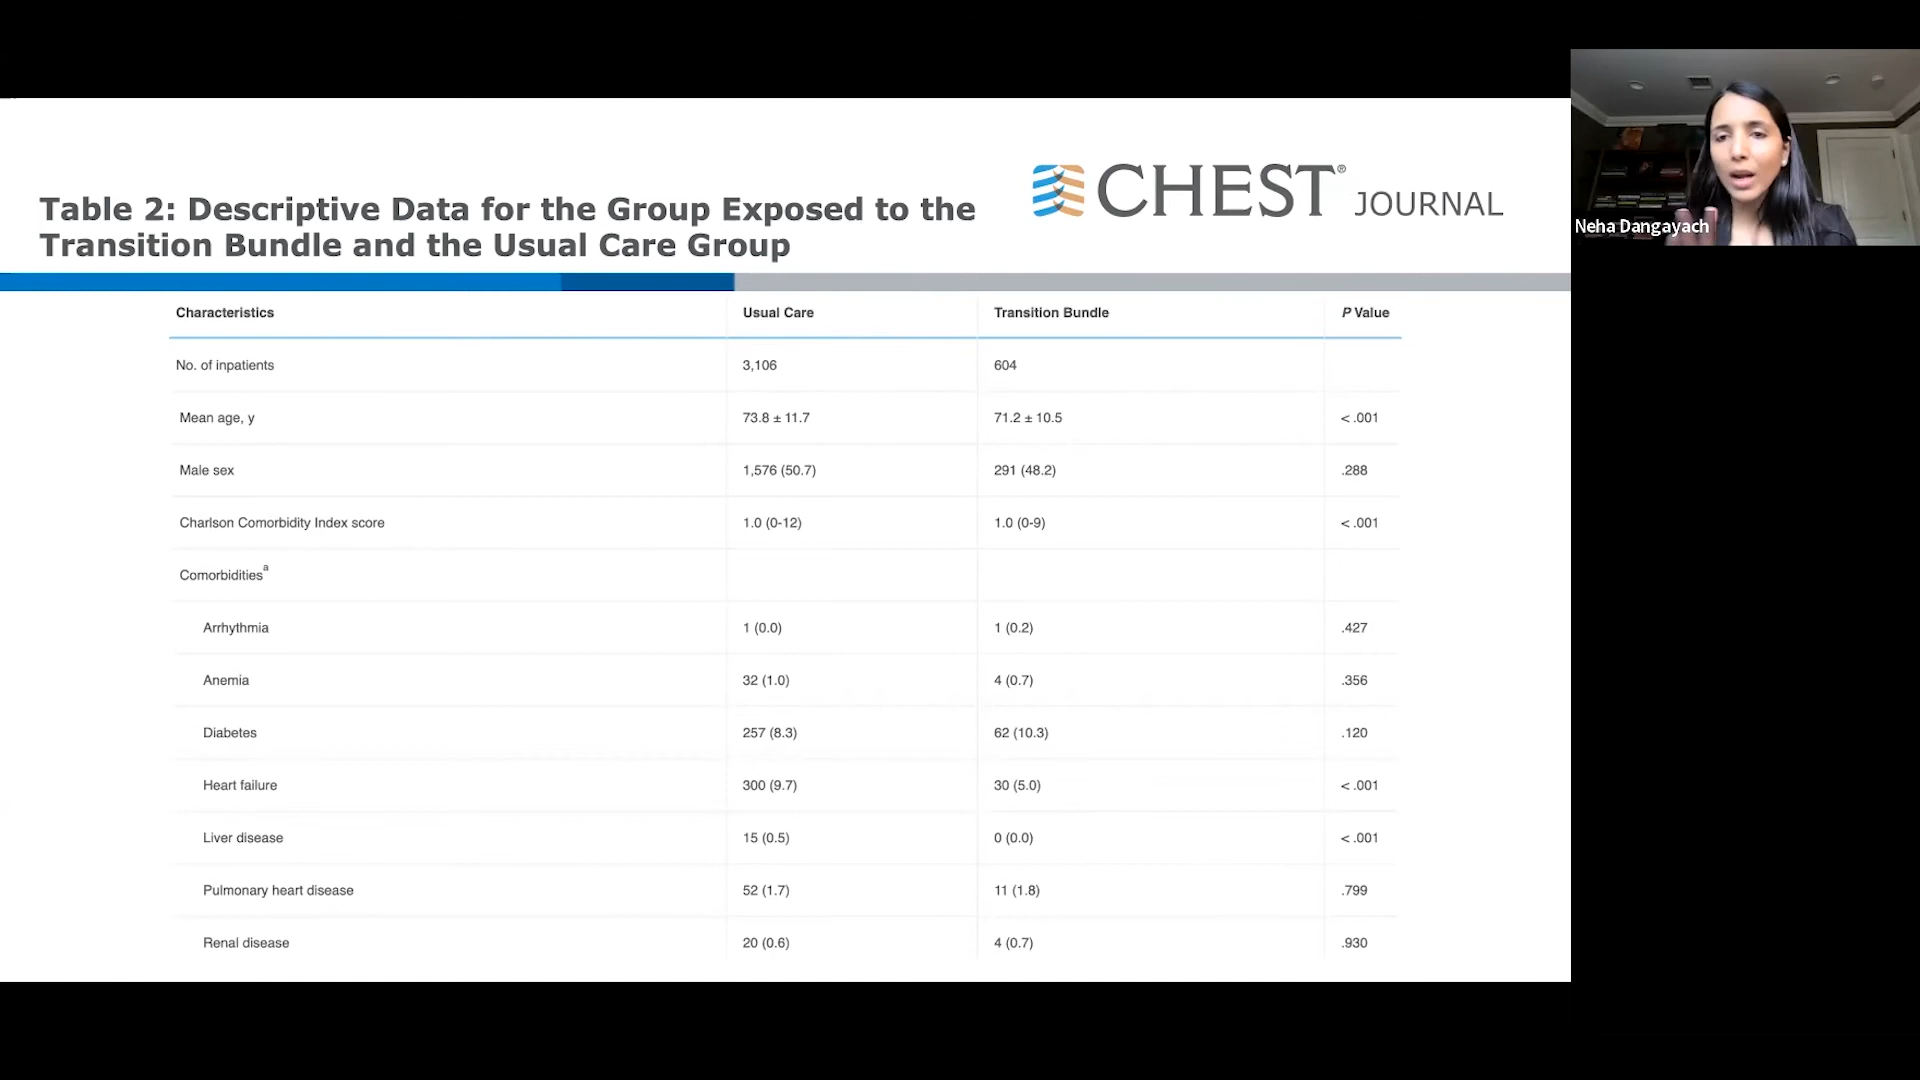 Table 2: Descriptive Data for the Group Exposed to the
Transition Bundle and the Usual Care Group
CHEST® JOURNAL
Neha Dangayach
Characteristics Usual Care Transition Bundle P Value
No. of inpatients 3,106 604
Mean age, y 73.8 ± 11.7 71.2 ± 10.5 < .001
Male sex 1,576 (50.7) 291 (48.2) .288
Charlson Comorbidity Index score 1.0 (0-12) 1.0 (0-9) < .001
Comorbidities a
Arrhythmia 1 (0.0) 1 (0.2) .427
Anemia 32 (1.0) 4 (0.7) .356
Diabetes 257 (8.3) 62 (10.3) .120
Heart failure 300 (9.7) 30 (5.0) < .001
Liver disease 15 (0.5) 0 (0.0) < .001
Pulmonary heart disease 52 (1.7) 11 (1.8) .799
Renal disease 20 (0.6) 4 (0.7) .930